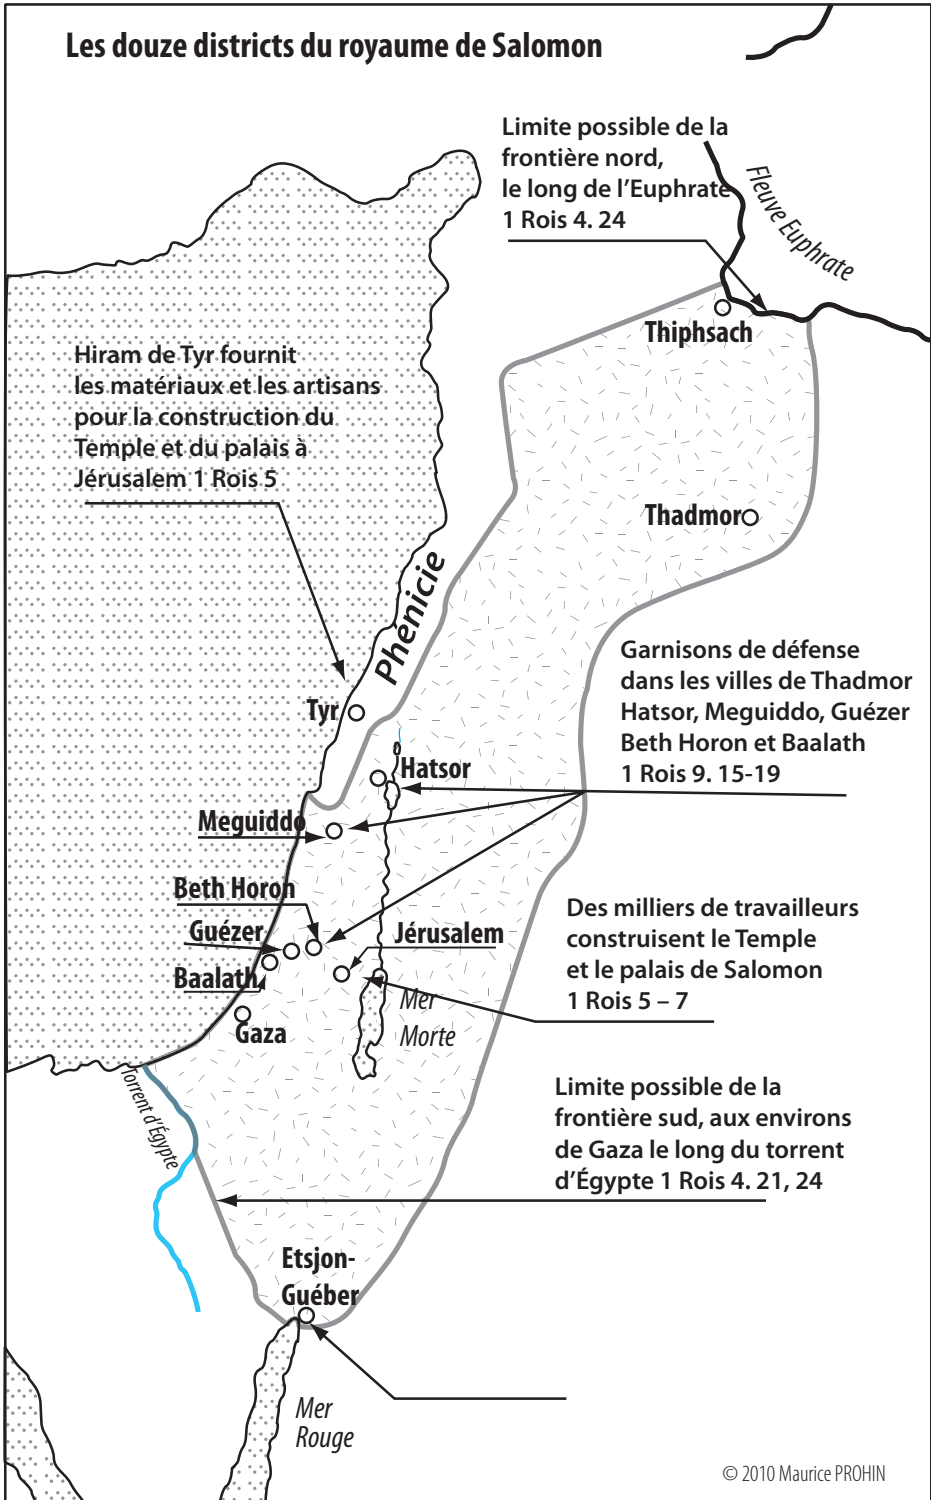 Les douze districts du royaume de Salomon
Limite possible de la
frontière nord,
le long de l'Euphrate
1 Rois 4. 24
Fleuve Euphrate
Thiphsach
Hiram de Tyr fournit
les matériaux et les artisans
pour la construction du
Temple et du palais à
Jérusalem 1 Rois 5
Thadmor
Phénicie
Garnisons de défense
dans les villes de Thadmor
Hatsor, Meguiddo, Guézer
Beth Horon et Baalath
1 Rois 9. 15-19
Tyr
Hatsor
Meguiddo
Beth Horon
Guézer
Baalath
Jérusalem
Des milliers de travailleurs
construisent le Temple
et le palais de Salomon
1 Rois 5 – 7
Mer
Morte
Gaza
Torrent d'Égypte
Limite possible de la
frontière sud, aux environs
de Gaza le long du torrent
d'Égypte 1 Rois 4. 21, 24
Etsjon-
Guéber
Mer
Rouge
© 2010 Maurice PROHIN